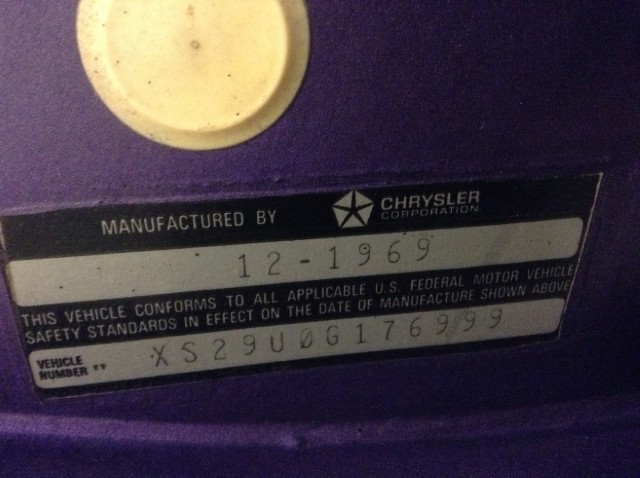 MANUFACTURED BY CHRYSLER CORPORATION
12-1969
THIS VEHICLE CONFORMS TO ALL APPLICABLE U.S. FEDERAL MOTOR VEHICLE
SAFETY STANDARDS IN EFFECT ON THE DATE OF MANUFACTURE SHOWN ABOVE
VEHICLE NUMBER ** XS29U0G176999